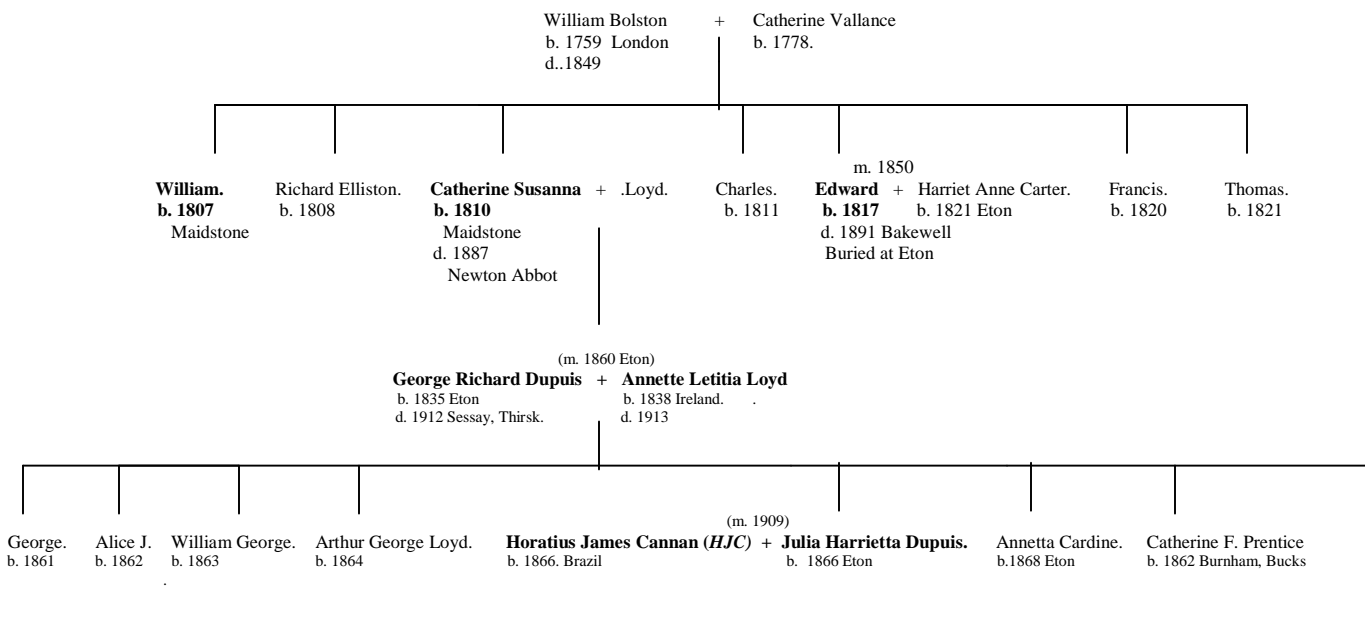 William Bolston + Catherine Vallance
b. 1759 London b. 1778.
d..1849
m. 1850
William. Richard Elliston. Catherine Susanna + .Loyd. Charles. Edward + Harriet Anne Carter. Francis. Thomas.
b. 1807 b. 1808 b. 1810 b. 1811 b. 1817 b. 1821 Eton b. 1820 b. 1821
Maidstone Maidstone d. 1891 Bakewell
d. 1887 Buried at Eton
Newton Abbot
(m. 1860 Eton)
George Richard Dupuis + Annette Letitia Loyd
b. 1835 Eton b. 1838 Ireland. .
d. 1912 Sessay, Thirsk. d. 1913
(m. 1909)
George. Alice J. William George. Arthur George Loyd. Horatius James Cannan (HJC) + Julia Harrietta Dupuis. Annetta Cardine. Catherine F. Prentice
b. 1861 b. 1862 b. 1863 b. 1864 b. 1866. Brazil b. 1866 Eton b.1868 Eton b. 1862 Burnham, Bucks
.